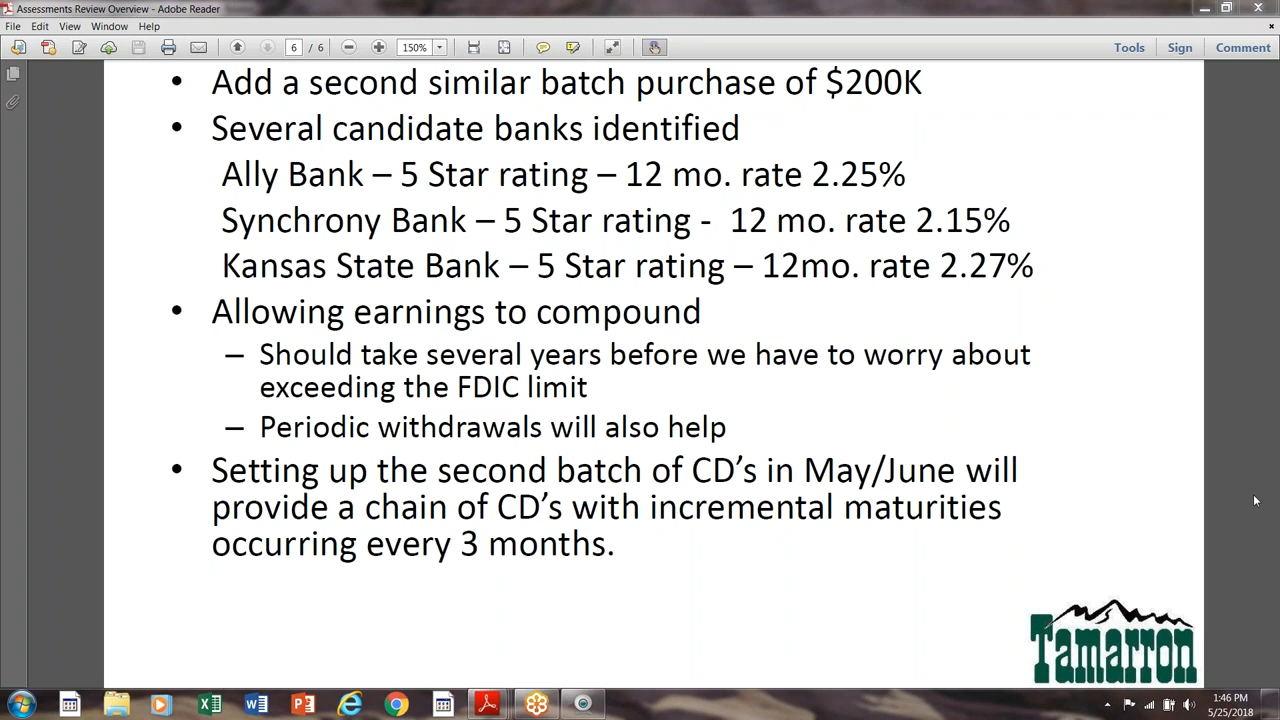 Assessments Review Overview - Adobe Reader
File Edit View Window Help
6 / 6 150% Tools Sign Comment
• Add a second similar batch purchase of $200K
• Several candidate banks identified
Ally Bank – 5 Star rating – 12 mo. rate 2.25%
Synchrony Bank – 5 Star rating - 12 mo. rate 2.15%
Kansas State Bank – 5 Star rating – 12mo. rate 2.27%
• Allowing earnings to compound
– Should take several years before we have to worry about
exceeding the FDIC limit
– Periodic withdrawals will also help
• Setting up the second batch of CD’s in May/June will
provide a chain of CD’s with incremental maturities
occurring every 3 months.
Tamarron
1:46 PM
5/25/2018